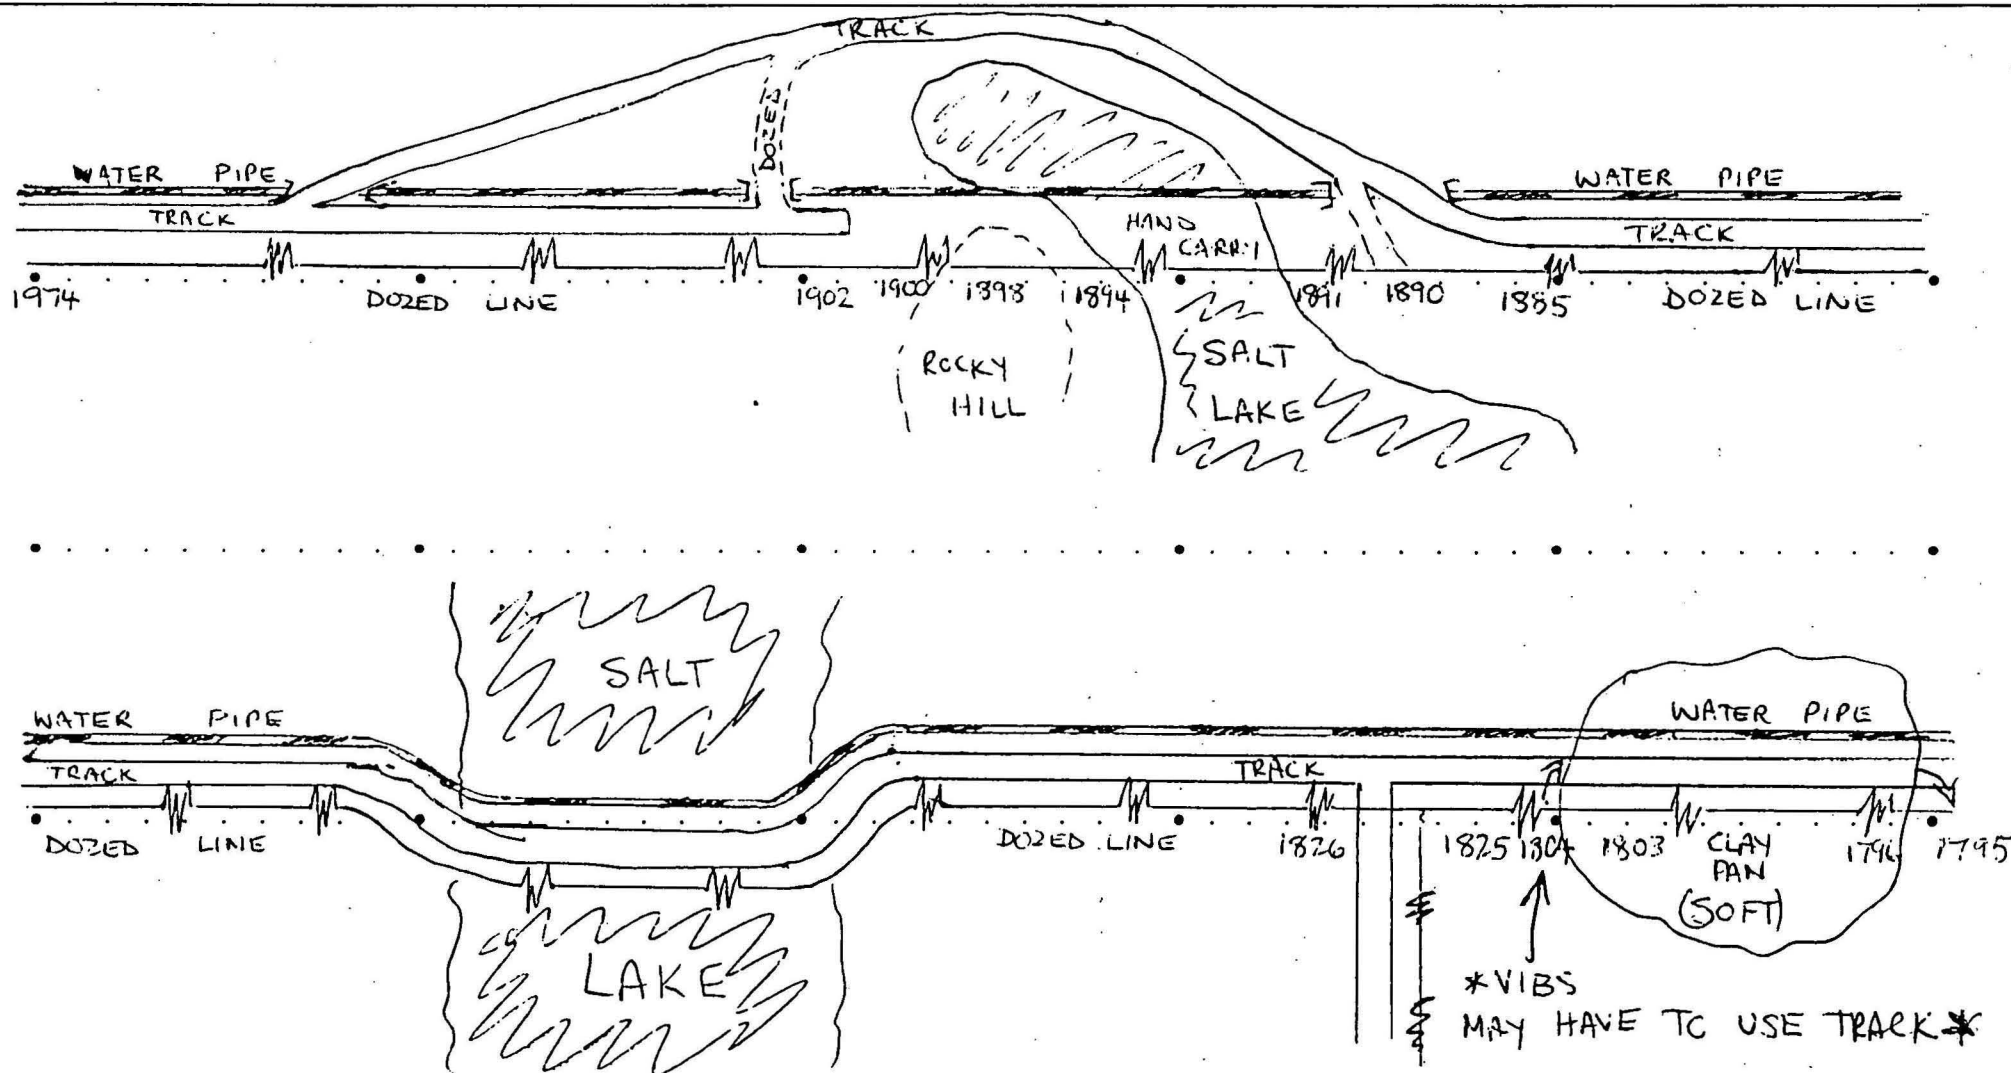 TRACK
DOZED
WATER PIPE
WATER PIPE
TRACK
HAND
CARRY
TRACK
1974
DOZED LINE
1902
1900
1898
1894
1891
1890
1885
DOZED LINE
ROCKY
HILL
SALT
LAKE
SALT
WATER PIPE
WATER PIPE
TRACK
TRACK
DOZED LINE
DOZED LINE
1826
1825
1804
1803
CLAY
PAN
(SOFT)
1796
1795
LAKE
*VIBS
MAY HAVE TO USE TRACK*